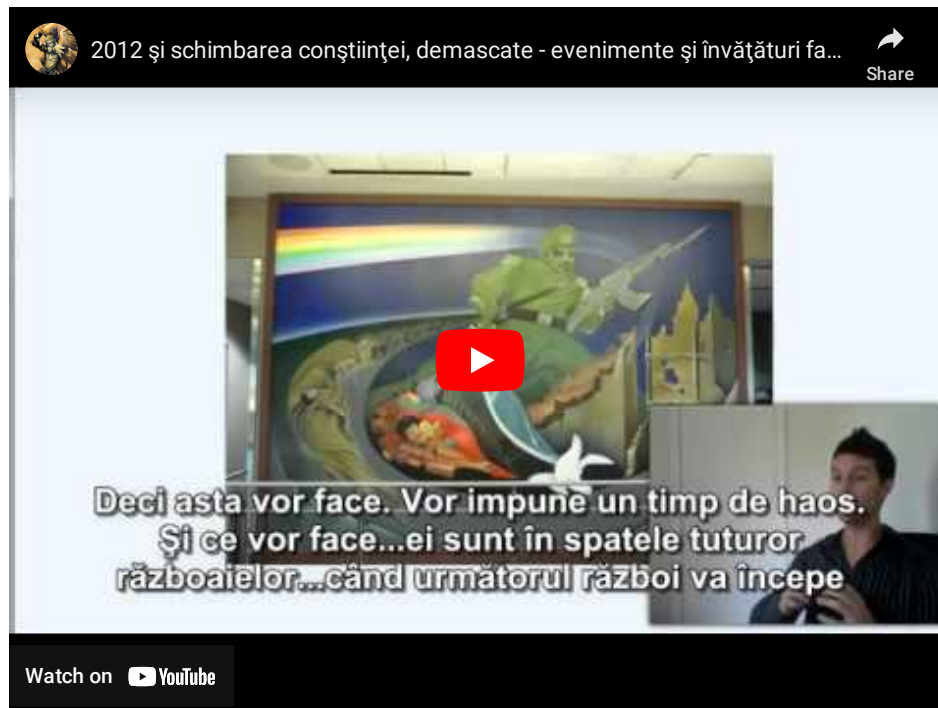 2012 şi schimbarea conştiinţei, demascate - evenimente şi învăţături fa...
Share
Deci asta vor face. Vor impune un timp de haos.
Şi ce vor face...ei sunt în spatele tuturor
războaielor...când următorul război va începe
Watch on YouTube